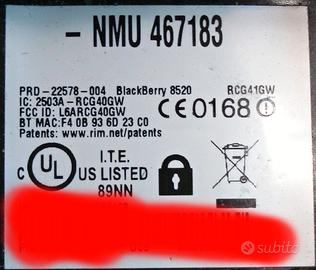 - NMU 467183
PRD-22578-004 BlackBerry 8520 RCG41GW
IC: 2503A-RCG40GW
FCC ID: L6ARCG40GW
BT MAC:F4 0B 93 6D 23 C0
Patents: www.rim.net/patents
CE0168
C UL US
I.T.E.
LISTED
89NN
subito